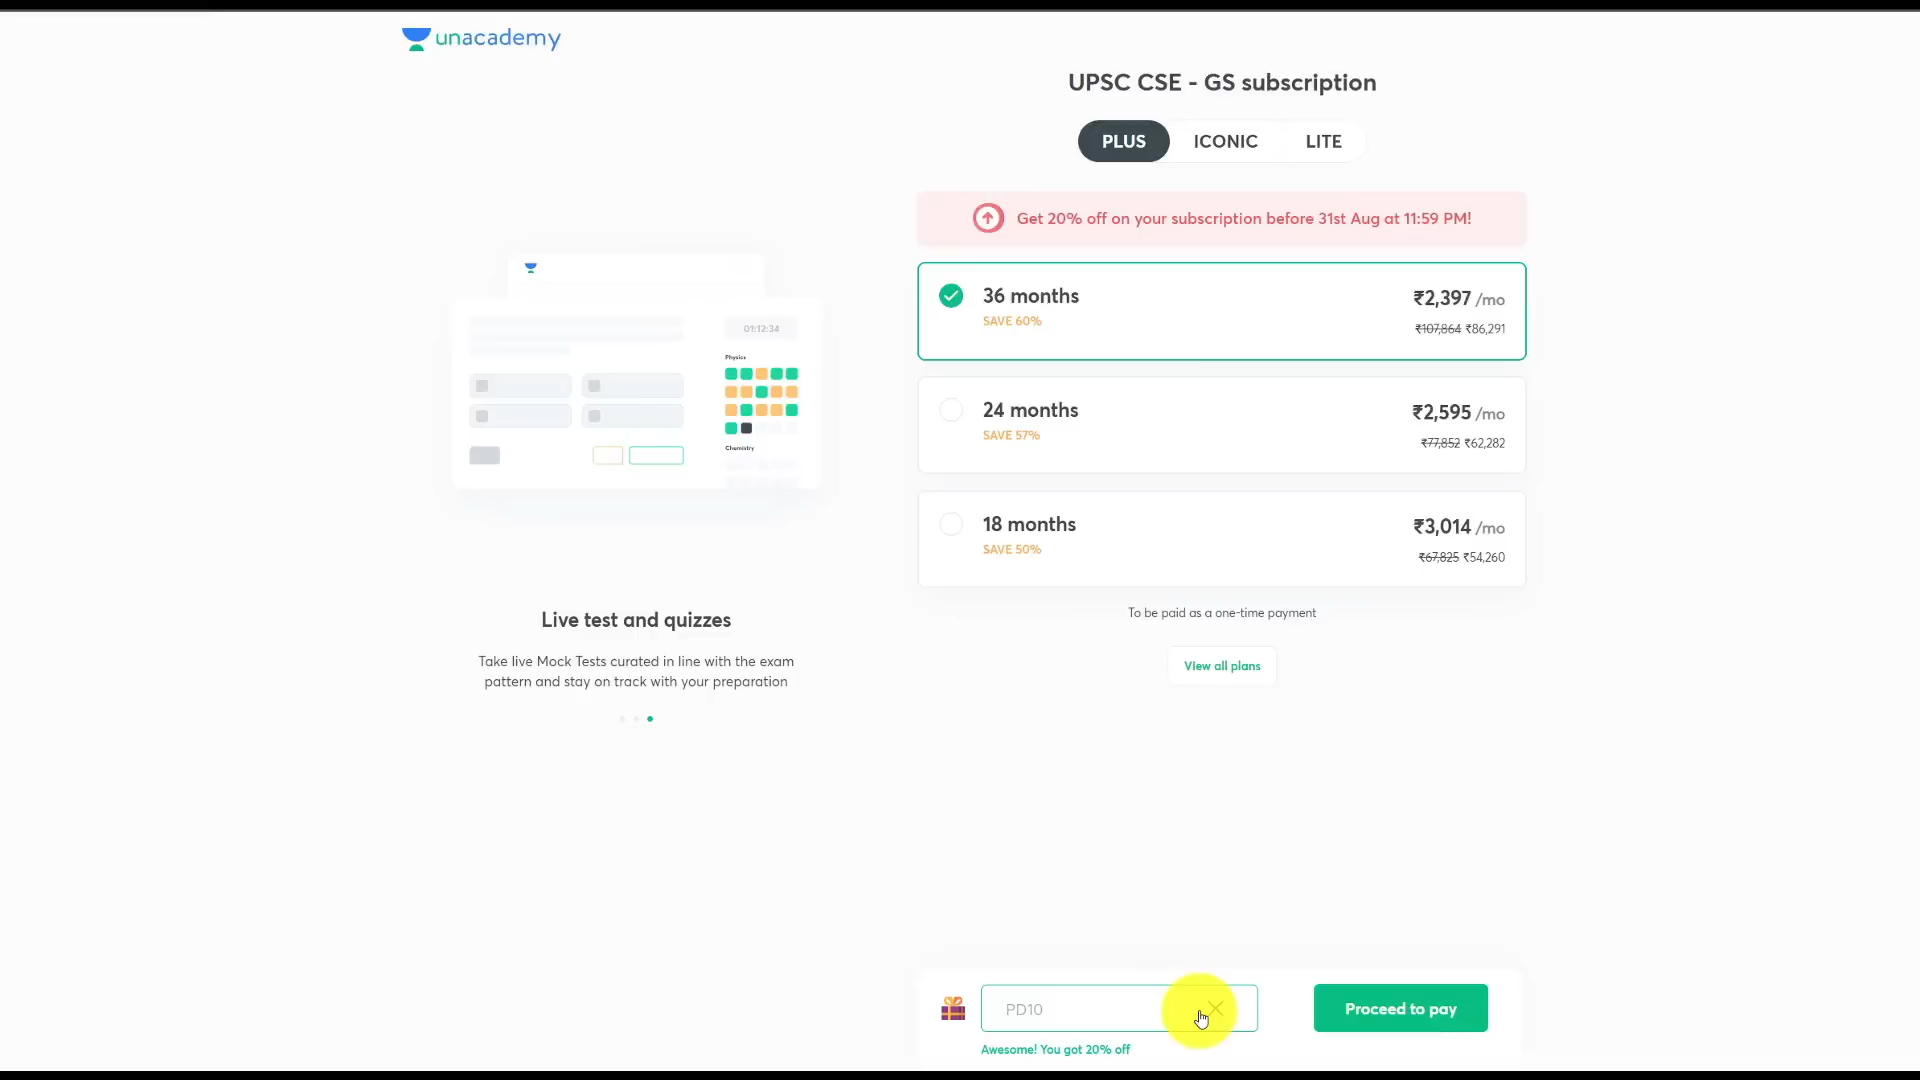 unacademy
UPSC CSE - GS subscription
PLUS ICONIC LITE
Get 20% off on your subscription before 31st Aug at 11:59 PM!
36 months ₹2,397 /mo
SAVE 60% ₹107,864 ₹86,291
24 months ₹2,595 /mo
SAVE 57% ₹77,852 ₹62,282
18 months ₹3,014 /mo
SAVE 50% ₹67,825 ₹54,260
To be paid as a one-time payment
View all plans
01:12:34
Physics
Chemistry
Live test and quizzes
Take live Mock Tests curated in line with the exam
pattern and stay on track with your preparation
PD10
Proceed to pay
Awesome! You got 20% off